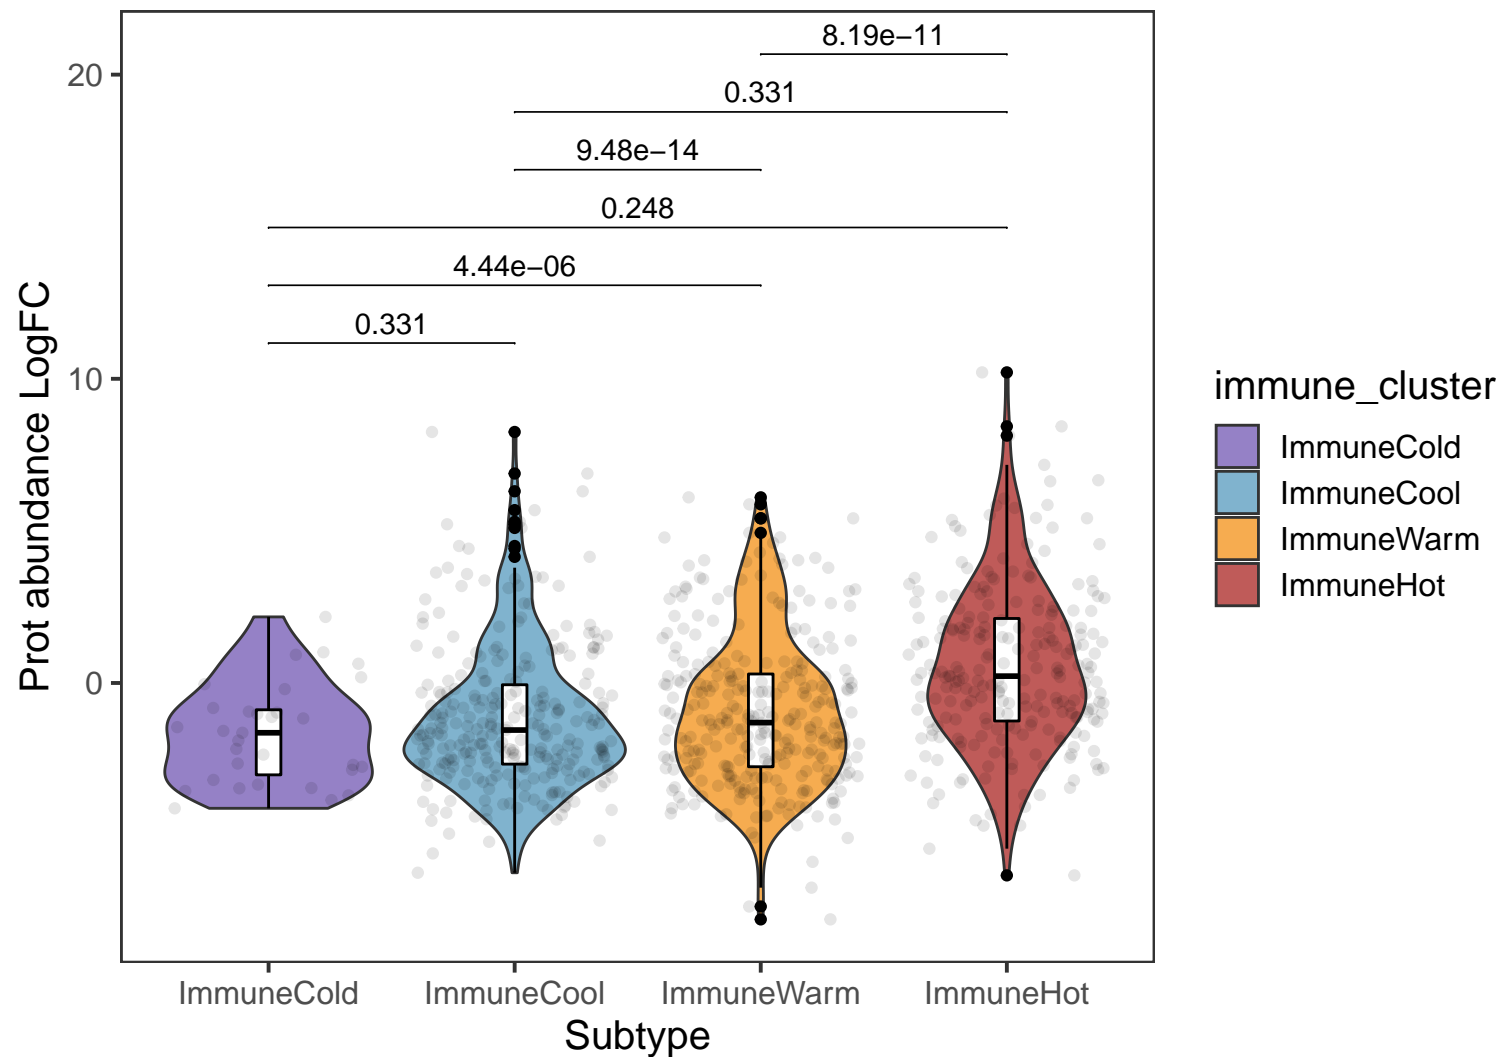 8.19e−11
20
0.331
9.48e−14
0.248
4.44e−06
0.331
10
0
Prot abundance LogFC
ImmuneCold
ImmuneCool
ImmuneWarm
ImmuneHot
Subtype
immune_cluster
ImmuneCold
ImmuneCool
ImmuneWarm
ImmuneHot